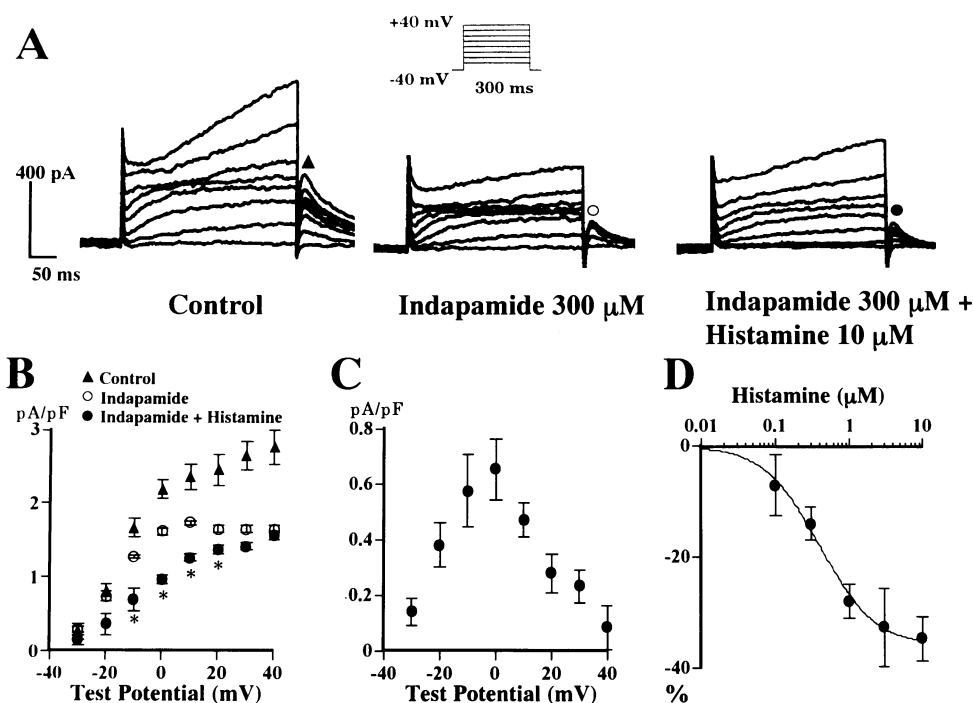 A
+40 mV
-40 mV
300 ms
400 pA
50 ms
Control
Indapamide 300 μM
Indapamide 300 μM +
Histamine 10 μM
B
▲ Control
○ Indapamide
● Indapamide + Histamine
pA/pF
3
2
1
0
-40 -20 0 20 40
Test Potential (mV)
* * * *
C
pA/pF
0.8
0.6
0.4
0.2
0
-40 -20 0 20 40
Test Potential (mV)
D
Histamine (μM)
0.01 0.1 1 10
0
-20
-40
%